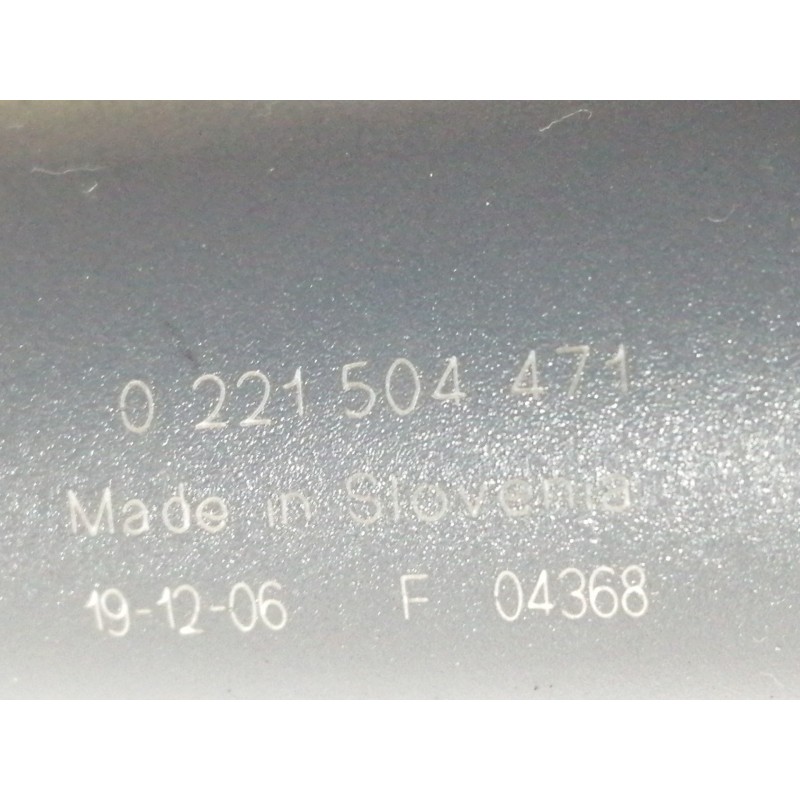 0 221 504 471
Made in Slovenia
19-12-06 F 04368